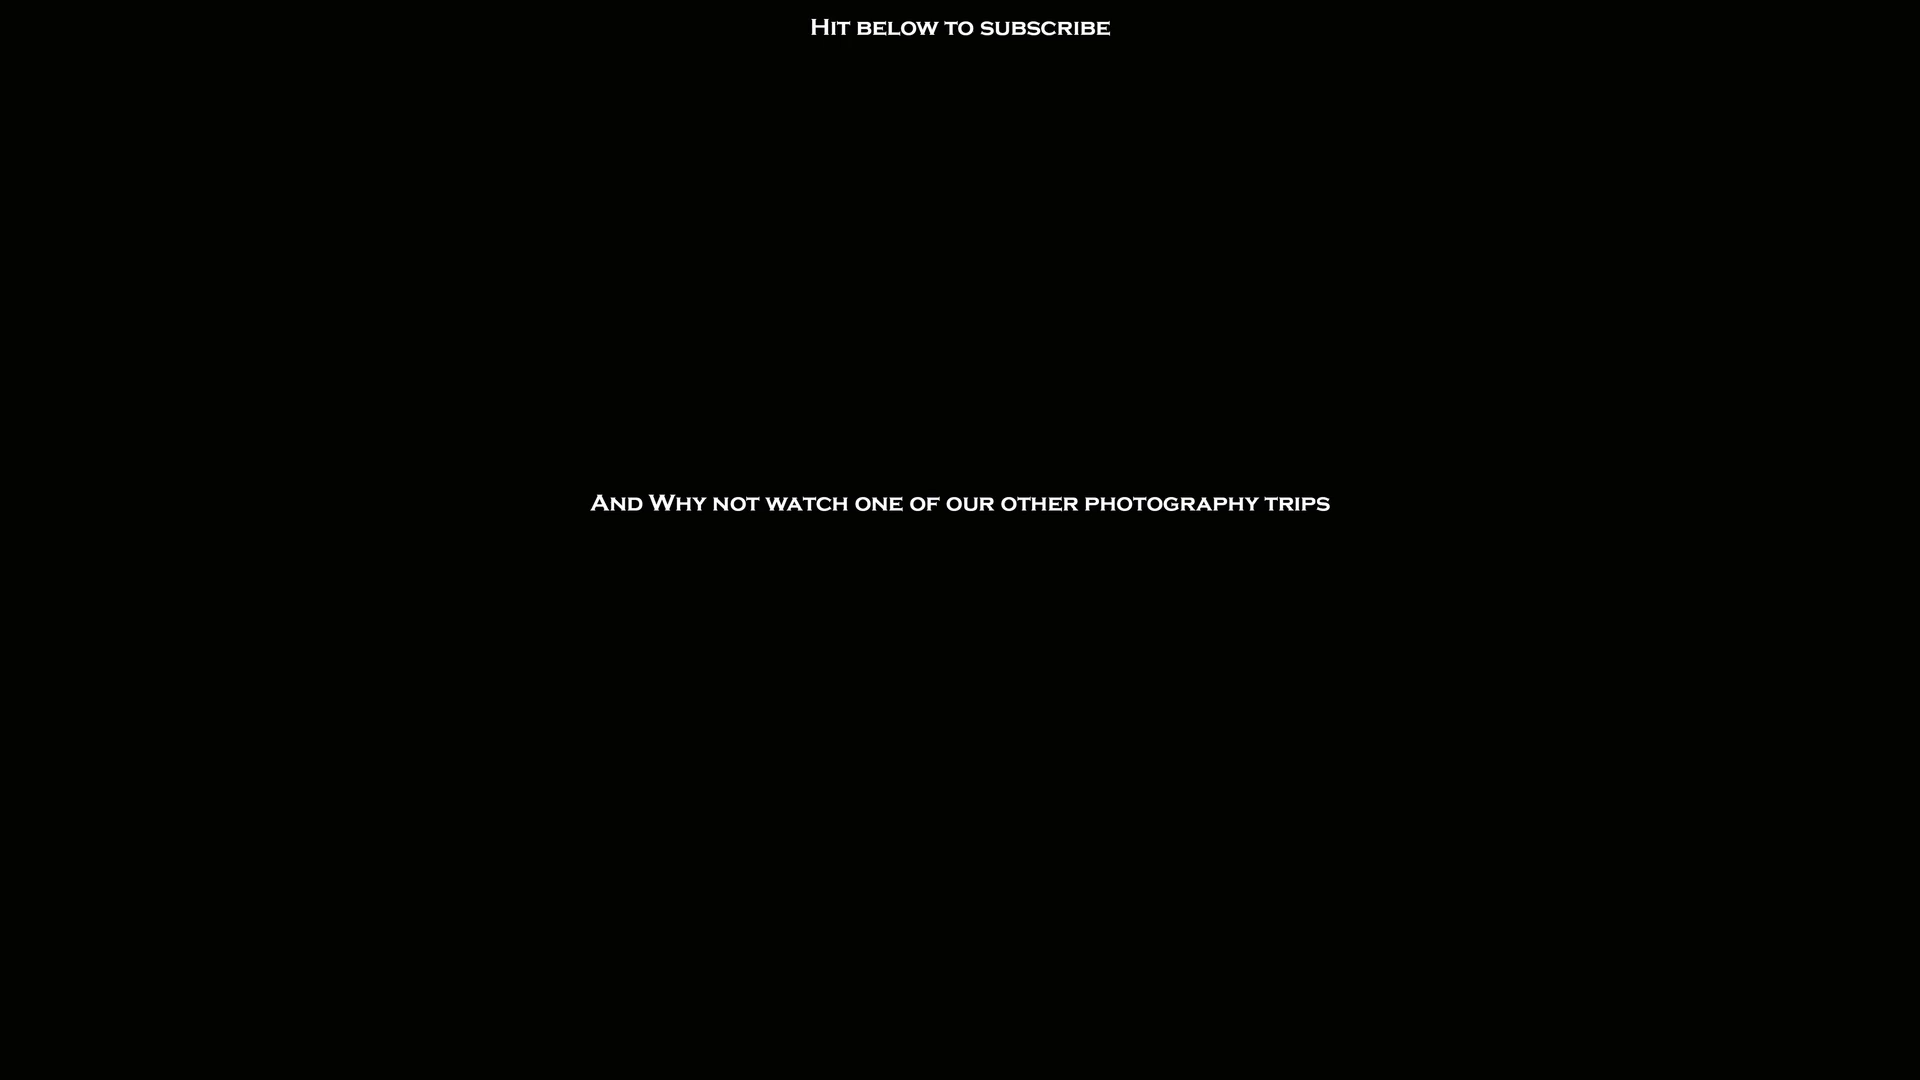 Hit below to subscribe
And Why not watch one of our other photography trips